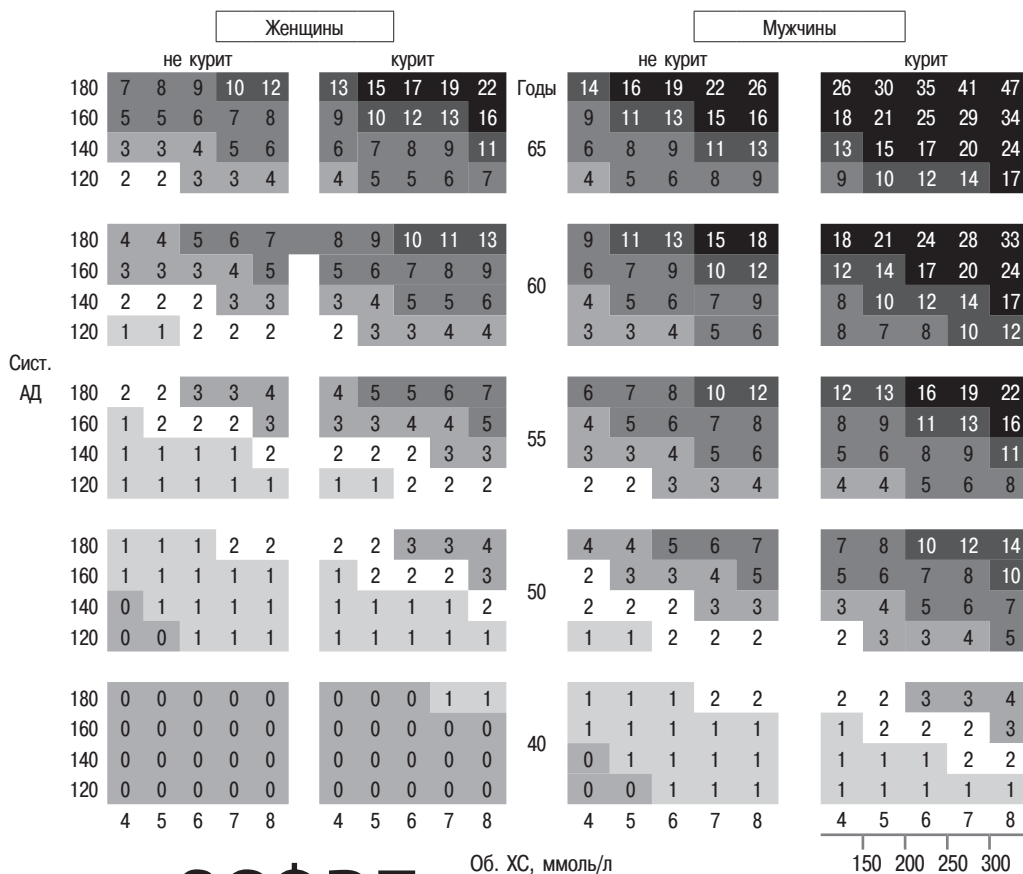 Женщины Мужчины
не курит курит не курит курит
180 7 8 9 10 12 13 15 17 19 22 Годы 14 16 19 22 26 26 30 35 41 47
160 5 5 6 7 8 9 10 12 13 16 9 11 13 15 16 18 21 25 29 34
140 3 3 4 5 6 6 7 8 9 11 65 6 8 9 11 13 13 15 17 20 24
120 2 2 3 3 4 4 5 5 6 7 4 5 6 8 9 9 10 12 14 17
180 4 4 5 6 7 8 9 10 11 13 9 11 13 15 18 18 21 24 28 33
160 3 3 3 4 5 5 6 7 8 9 60 6 7 9 10 12 12 14 17 20 24
140 2 2 2 3 3 3 4 5 5 6 4 5 6 7 9 8 10 12 14 17
120 1 1 2 2 2 2 3 3 4 4 3 3 4 5 6 8 7 8 10 12
Сист.
АД 180 2 2 3 3 4 4 5 5 6 7 6 7 8 10 12 12 13 16 19 22
160 1 2 2 2 3 3 3 4 4 5 55 4 5 6 7 8 8 9 11 13 16
140 1 1 1 1 2 2 2 2 3 3 3 3 4 5 6 5 6 8 9 11
120 1 1 1 1 1 1 1 2 2 2 2 2 3 3 4 4 4 5 6 8
180 1 1 1 2 2 2 2 3 3 4 4 4 5 6 7 7 8 10 12 14
160 1 1 1 1 1 1 2 2 2 3 50 2 3 3 4 5 5 6 7 8 10
140 0 1 1 1 1 1 1 1 1 2 2 2 2 3 3 3 4 5 6 7
120 0 0 1 1 1 1 1 1 1 1 1 1 2 2 2 2 3 3 4 5
180 0 0 0 0 0 0 0 0 1 1 1 1 1 2 2 2 2 3 3 4
160 0 0 0 0 0 0 0 0 0 0 40 1 1 1 1 1 1 2 2 2 3
140 0 0 0 0 0 0 0 0 0 0 0 1 1 1 1 1 1 1 2 2
120 0 0 0 0 0 0 0 0 0 0 0 0 1 1 1 1 1 1 1 1
4 5 6 7 8 4 5 6 7 8 4 5 6 7 8 4 5 6 7 8
Об. ХС, ммоль/л 150 200 250 300